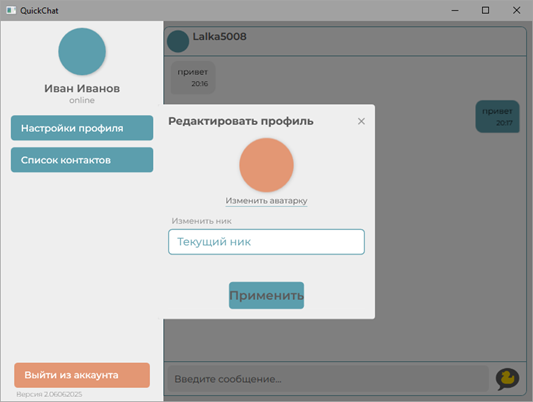 QuickChat
Иван Иванов
online
Настройки профиля
Список контактов
Выйти из аккаунта
Версия 2.06062025
Lalka5008
привет
20:16
привет
20:17
Редактировать профиль
Изменить аватарку
Изменить ник
Текущий ник
Применить
Введите сообщение...